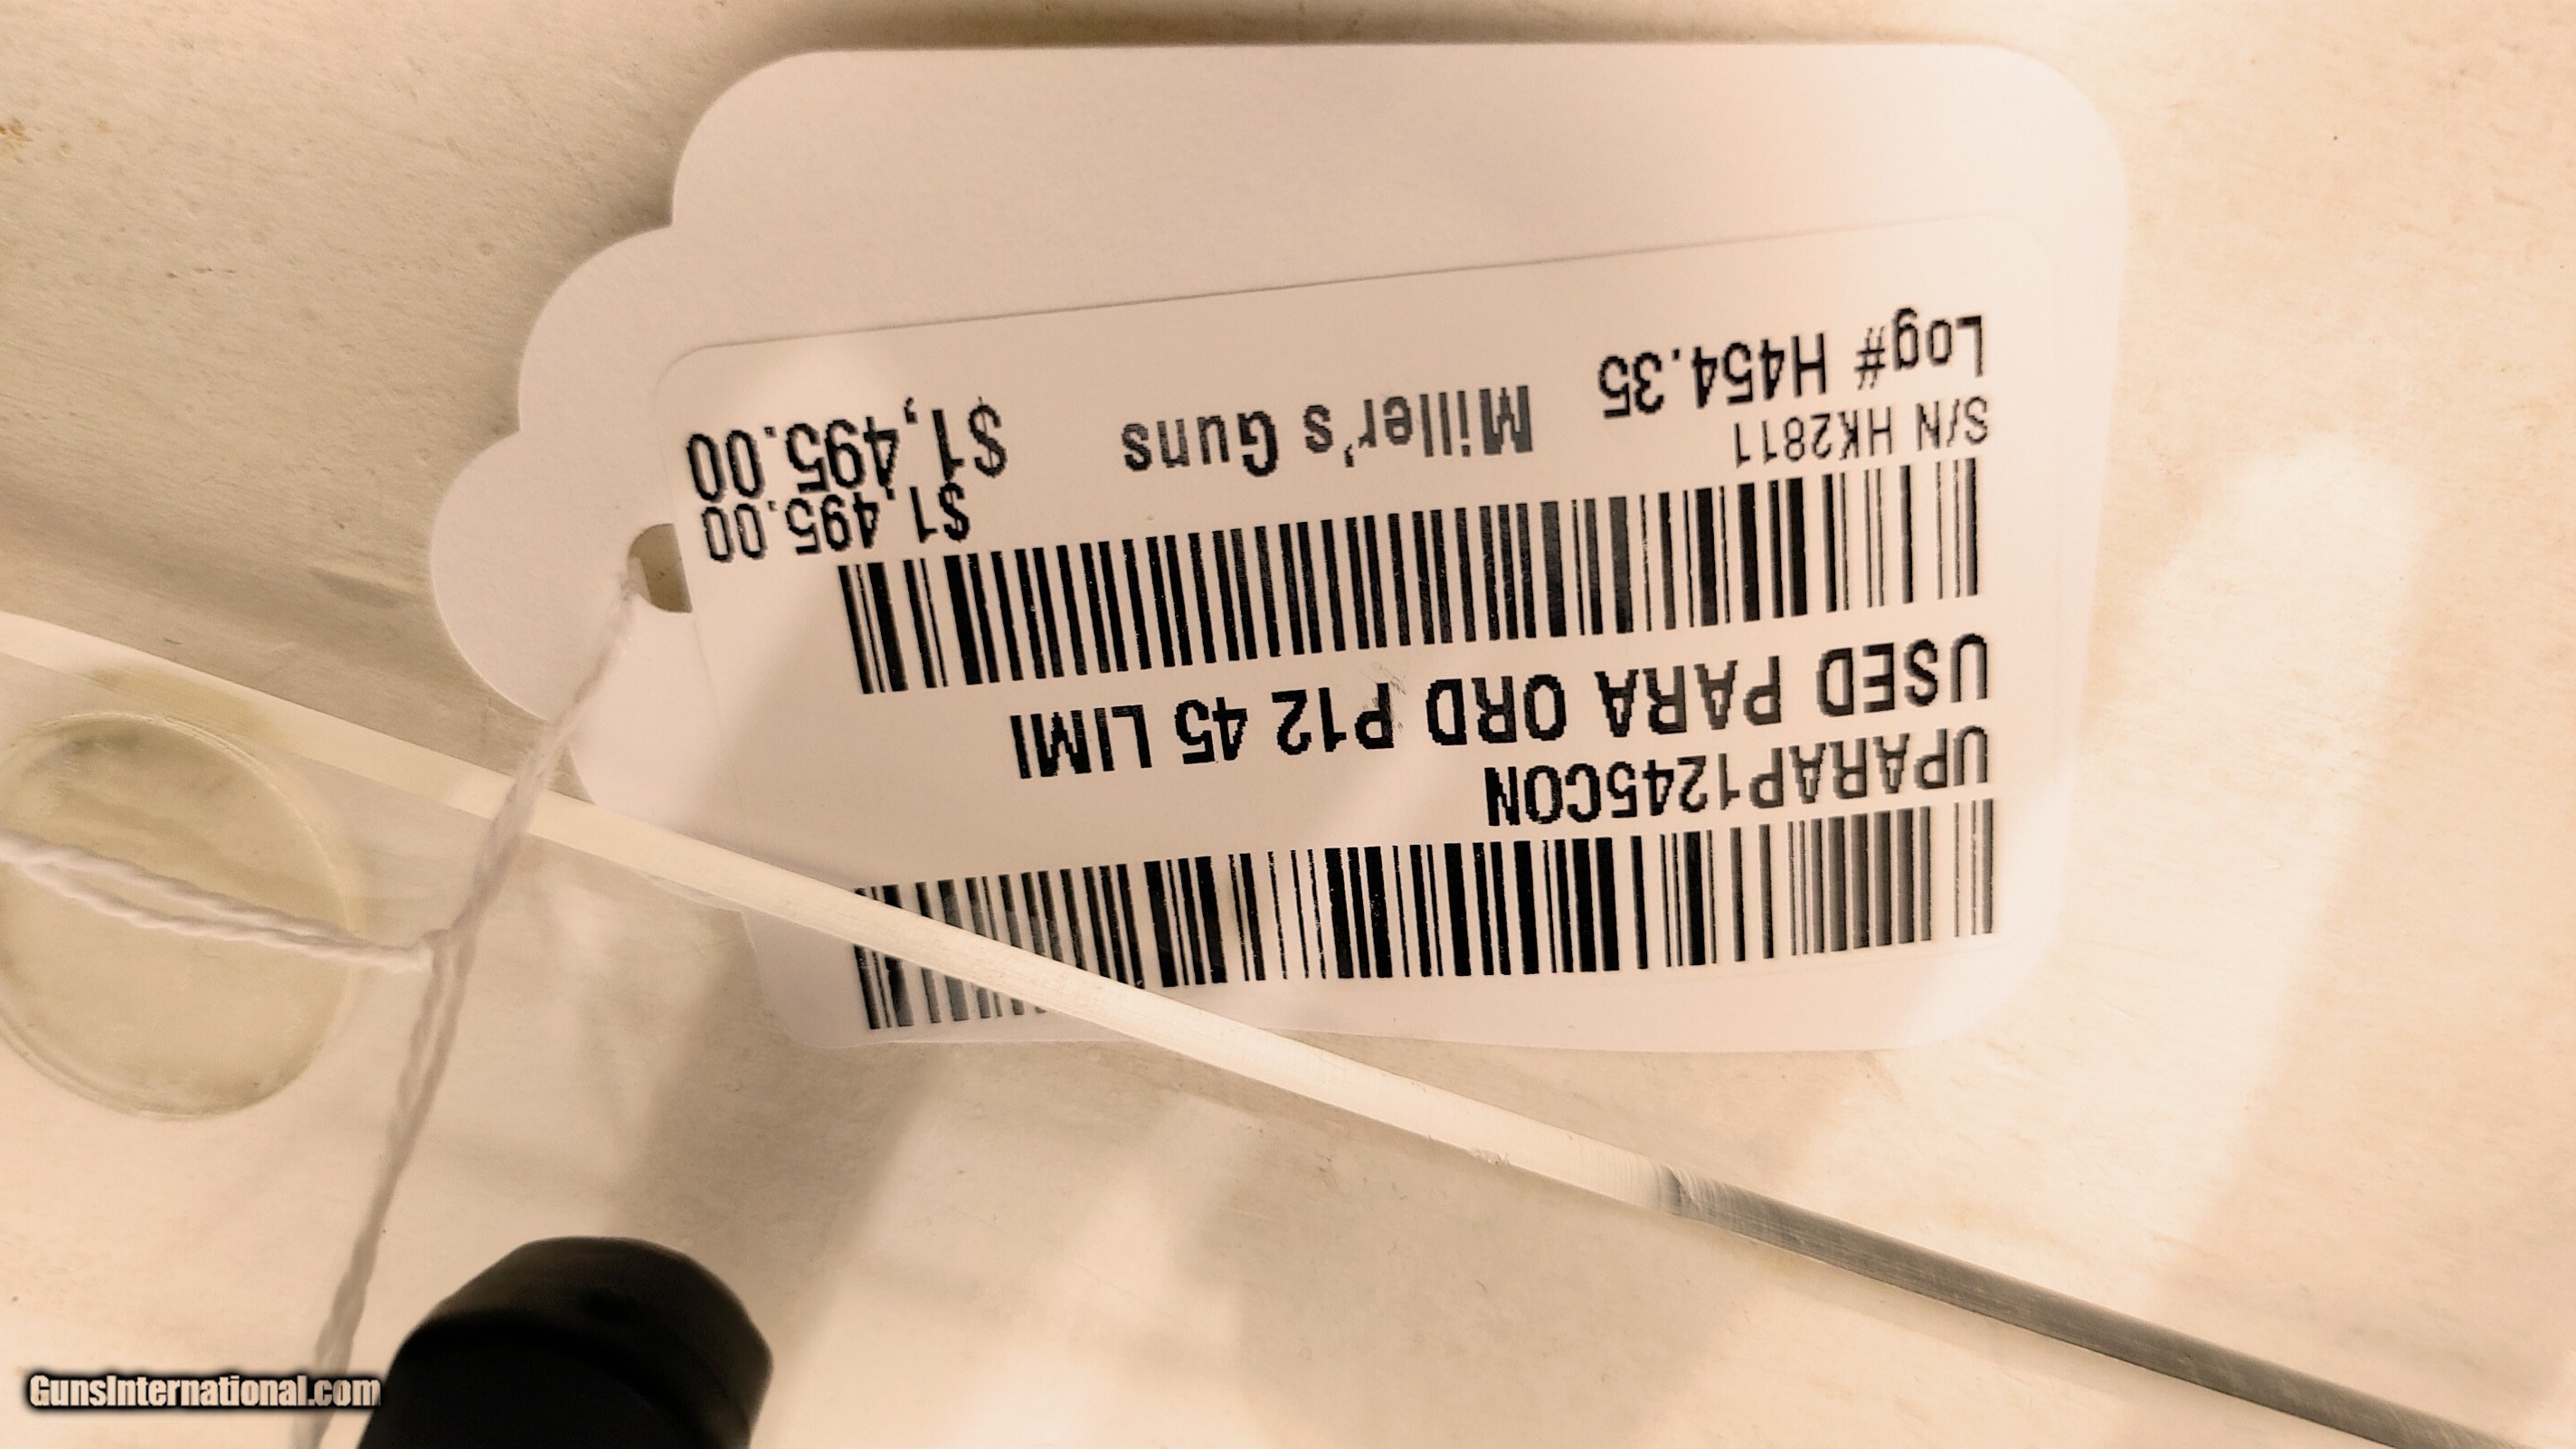 UPARAP1245CON
USED PARA ORD P12 45 LIMI
$1,495.00
S/N HK2811
Log# H454.35
Miller's Guns
$1,495.00
GunsInternational.com